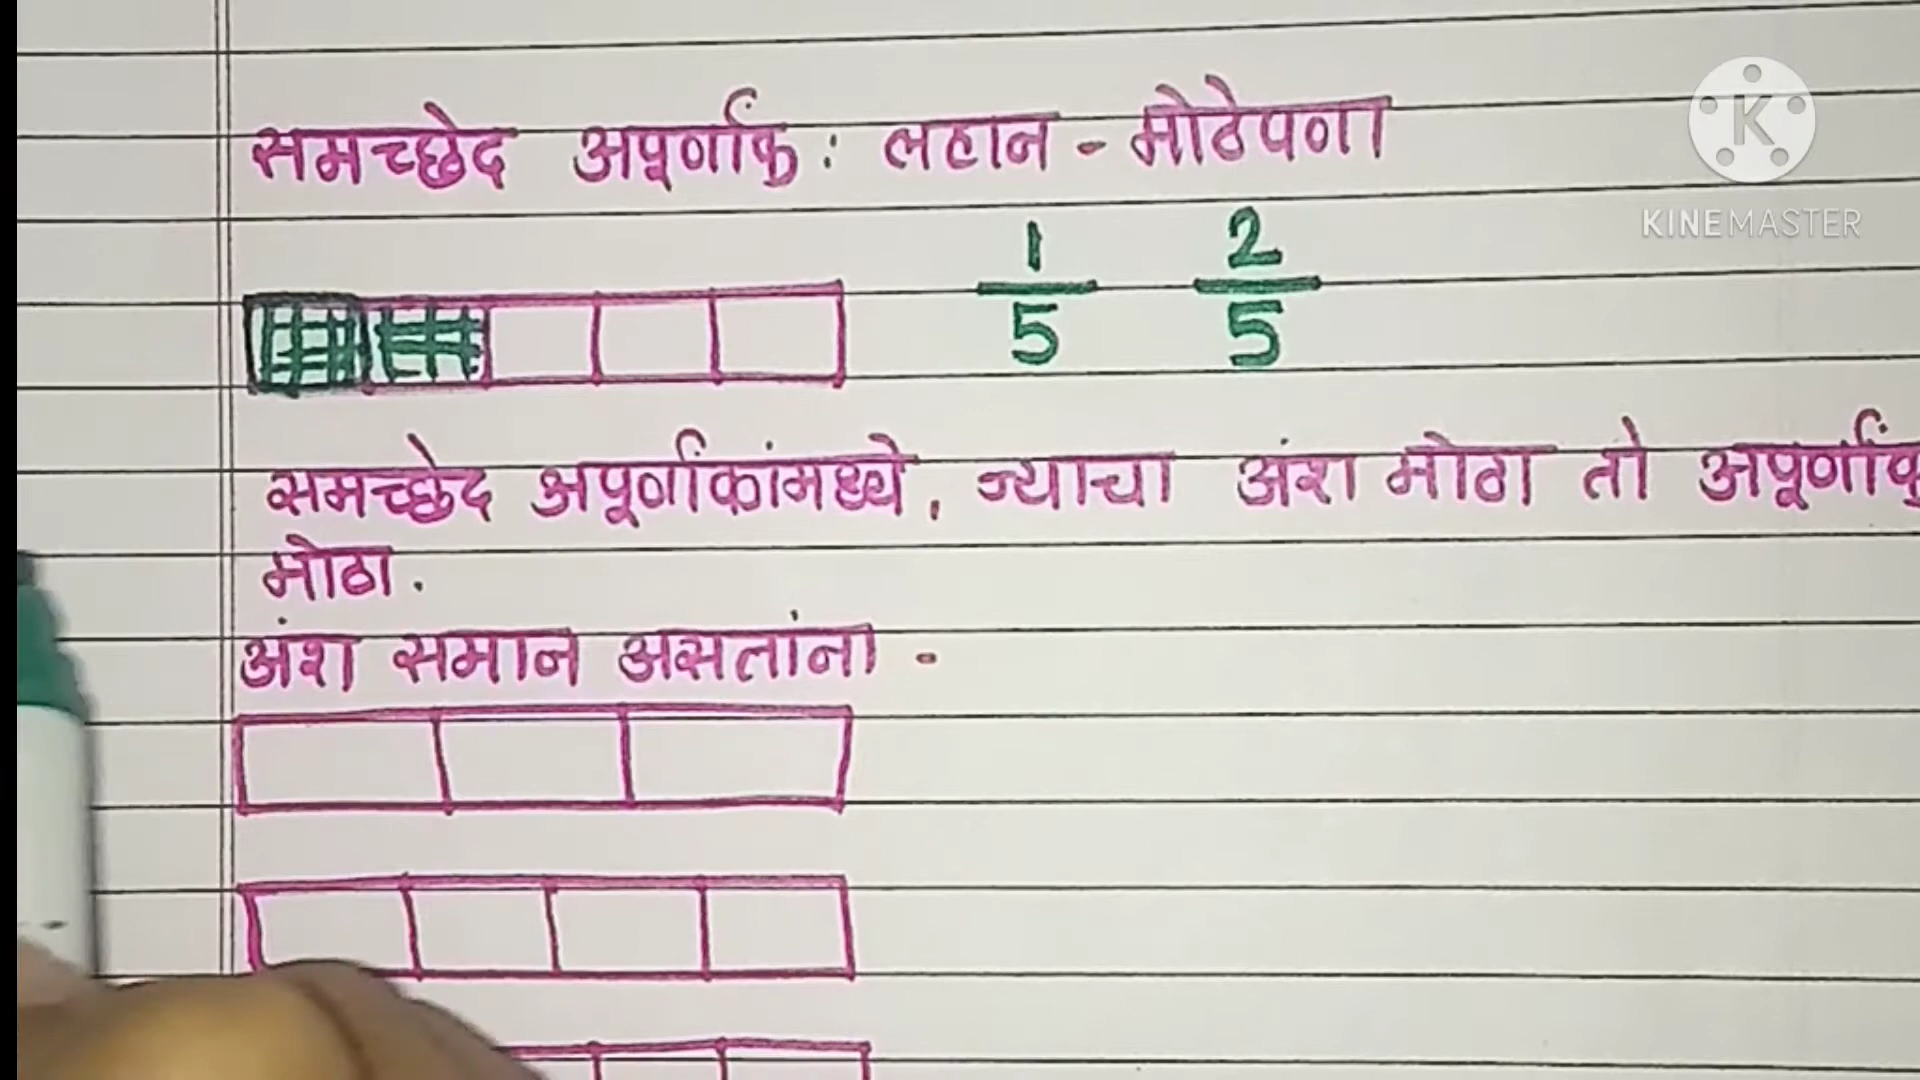 समच्छेद अपूर्णांक : लहान - मोठेपणा
1/5 2/5
समच्छेद अपूर्णांकांमध्ये, ज्याचा अंश मोठा तो अपूर्णांक
मोठा.
अंश समान असतांना -
K
KINEMASTER